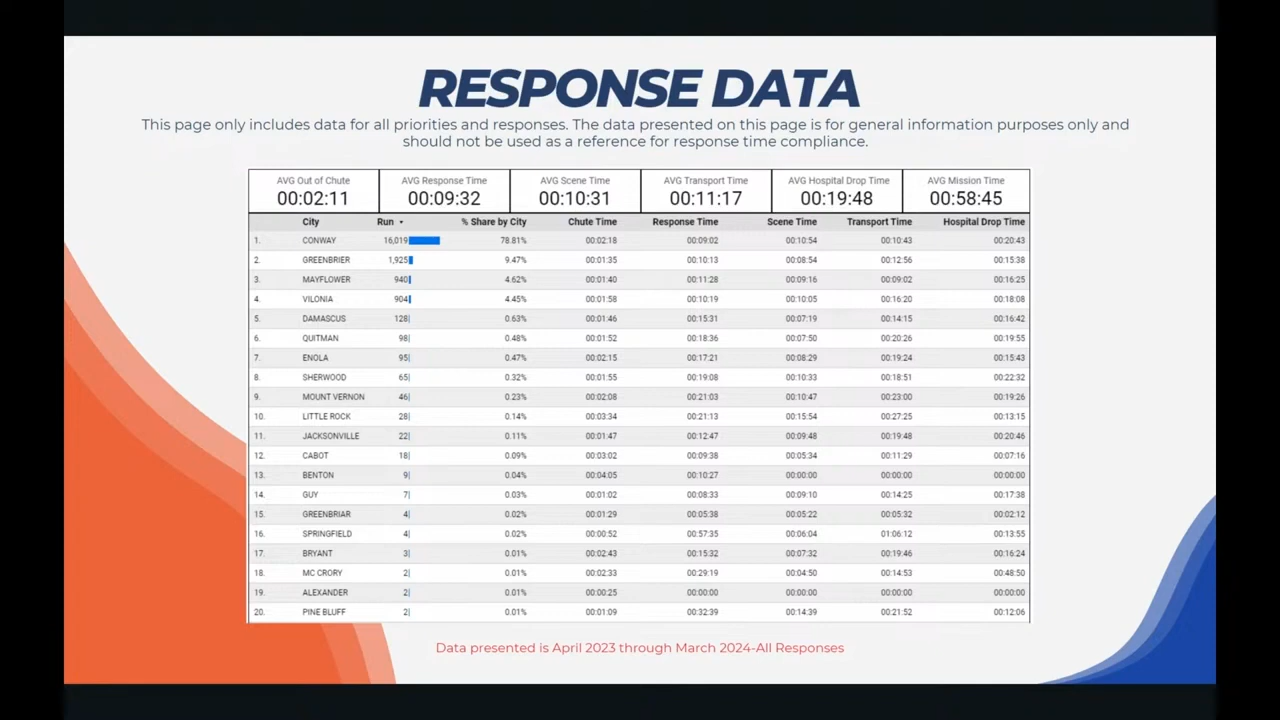 RESPONSE DATA
This page only includes data for all priorities and responses. The data presented on this page is for general information purposes only and
should not be used as a reference for response time compliance.
AVG Out of Chute AVG Response Time AVG Scene Time AVG Transport Time AVG Hospital Drop Time AVG Mission Time
00:02:11 00:09:32 00:10:31 00:11:17 00:19:48 00:58:45
City Run % Share by City Chute Time Response Time Scene Time Transport Time Hospital Drop Time
1. CONWAY 16,019 78.81% 00:02:18 00:09:02 00:10:54 00:10:43 00:20:43
2. GREENBRIER 1,925 9.47% 00:01:35 00:10:13 00:08:54 00:12:56 00:15:38
3. MAYFLOWER 940 4.62% 00:01:40 00:11:28 00:09:16 00:09:02 00:16:25
4. VILONIA 904 4.45% 00:01:58 00:10:19 00:10:05 00:16:20 00:18:08
5. DAMASCUS 128 0.63% 00:01:46 00:15:31 00:07:19 00:14:15 00:16:42
6. QUITMAN 98 0.48% 00:01:52 00:18:36 00:07:50 00:20:26 00:19:55
7. ENOLA 95 0.47% 00:02:15 00:17:21 00:08:29 00:19:24 00:15:43
8. SHERWOOD 65 0.32% 00:01:55 00:19:08 00:10:33 00:18:51 00:22:32
9. MOUNT VERNON 46 0.23% 00:02:08 00:21:03 00:10:47 00:23:00 00:19:26
10. LITTLE ROCK 28 0.14% 00:03:34 00:21:13 00:15:54 00:27:25 00:13:15
11. JACKSONVILLE 22 0.11% 00:01:47 00:12:47 00:09:48 00:19:48 00:20:46
12. CABOT 18 0.09% 00:03:02 00:09:38 00:05:34 00:11:29 00:07:16
13. BENTON 9 0.04% 00:04:05 00:10:27 00:00:00 00:00:00 00:00:00
14. GUY 7 0.03% 00:01:02 00:08:33 00:09:10 00:14:25 00:17:38
15. GREENBRIAR 4 0.02% 00:01:29 00:05:38 00:05:22 00:05:32 00:02:12
16. SPRINGFIELD 4 0.02% 00:00:52 00:57:35 00:06:04 01:06:12 00:13:55
17. BRYANT 3 0.01% 00:02:43 00:15:32 00:07:32 00:19:46 00:16:24
18. MC CRORY 2 0.01% 00:02:33 00:29:19 00:04:50 00:14:53 00:48:50
19. ALEXANDER 2 0.01% 00:00:25 00:00:00 00:00:00 00:00:00 00:00:00
20. PINE BLUFF 2 0.01% 00:01:09 00:32:39 00:14:39 00:21:52 00:12:06
Data presented is April 2023 through March 2024-All Responses